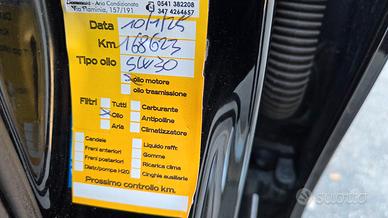 Aria Condizionata 0541 382208
Via Flaminia, 157/191 347 4264657
Data 10/1/25
Km. 168623
Tipo olio 5W30
olio motore
olio trasmissione
Filtri Tutti Carburante
Olio Antipolline
Aria Climatizzatore
Candele Liquido raffr.
Freni anteriori Gomme
Freni posteriori Ricarica clima
Distr/pompa H2O Cinghie ausiliarie
Prossimo controllo km.
subito